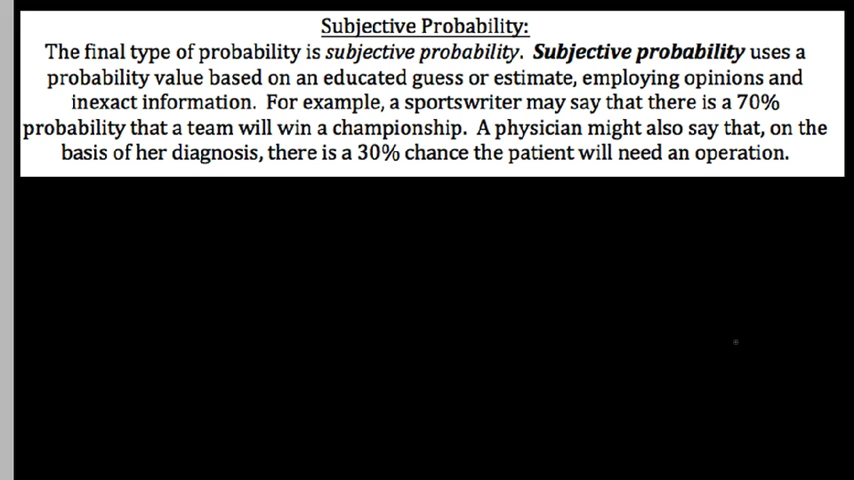 Subjective Probability:
The final type of probability is subjective probability. Subjective probability uses a
probability value based on an educated guess or estimate, employing opinions and
inexact information. For example, a sportswriter may say that there is a 70%
probability that a team will win a championship. A physician might also say that, on the
basis of her diagnosis, there is a 30% chance the patient will need an operation.